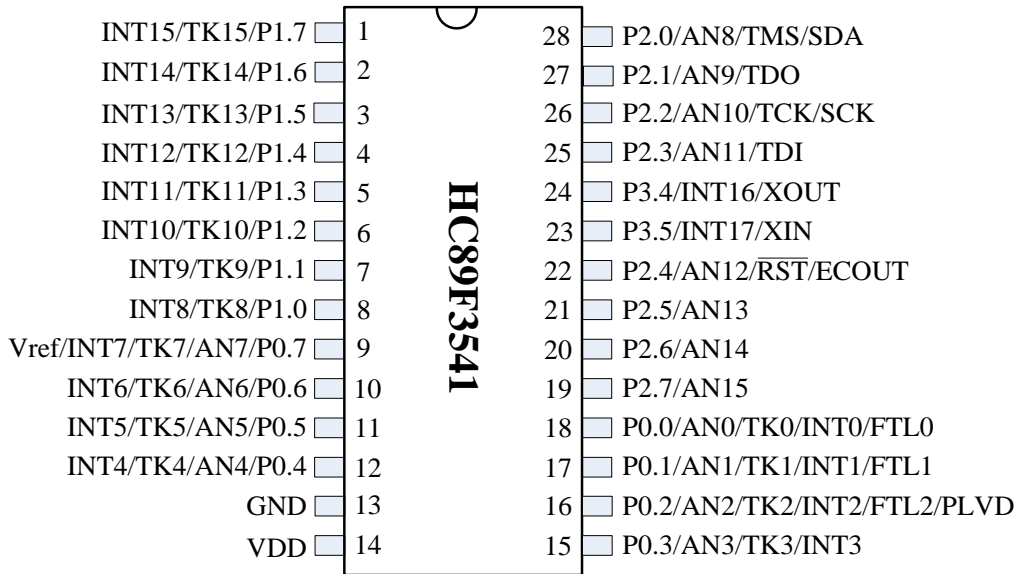 INT15/TK15/P1.7 1 28 P2.0/AN8/TMS/SDA
INT14/TK14/P1.6 2 27 P2.1/AN9/TDO
INT13/TK13/P1.5 3 26 P2.2/AN10/TCK/SCK
INT12/TK12/P1.4 4 25 P2.3/AN11/TDI
INT11/TK11/P1.3 5 24 P3.4/INT16/XOUT
INT10/TK10/P1.2 6 23 P3.5/INT17/XIN
INT9/TK9/P1.1 7 22 P2.4/AN12/RST/ECOUT
INT8/TK8/P1.0 8 21 P2.5/AN13
Vref/INT7/TK7/AN7/P0.7 9 20 P2.6/AN14
INT6/TK6/AN6/P0.6 10 19 P2.7/AN15
INT5/TK5/AN5/P0.5 11 18 P0.0/AN0/TK0/INT0/FTL0
INT4/TK4/AN4/P0.4 12 17 P0.1/AN1/TK1/INT1/FTL1
GND 13 16 P0.2/AN2/TK2/INT2/FTL2/PLVD
VDD 14 15 P0.3/AN3/TK3/INT3
HC89F3541